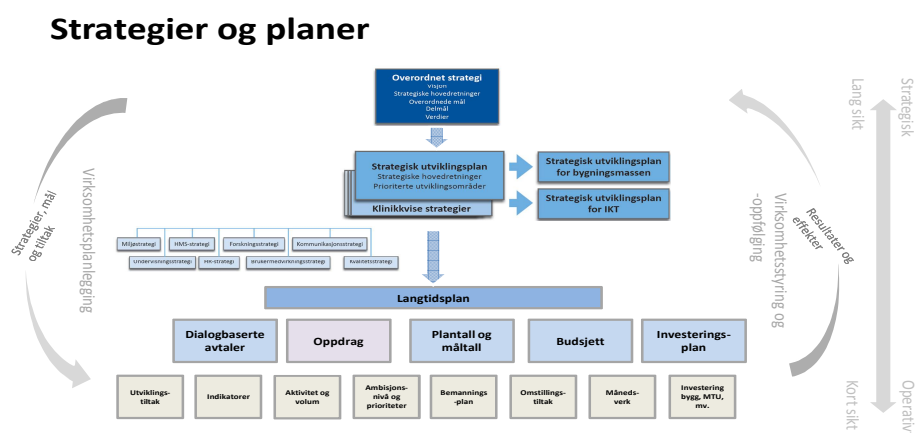 Strategier og planer
Overordnet strategi
Visjon
Strategiske hovedretninger
Overordnede mål
Delmål
Verdier
Strategisk utviklingsplan
Strategiske hovedretninger
Prioriterte utviklingsområder
Klinikkvise strategier
Strategisk utviklingsplan
for bygningsmassen
Strategisk utviklingsplan
for IKT
Miljøstrategi
HMS-strategi
Forskningsstrategi
Kommunikasjonsstrategi
Undervisningsstrategi
HR-strategi
Brukermedvirkningsstrategi
Kvalitetsstrategi
Langtidsplan
Dialogbaserte
avtaler
Oppdrag
Plantall og
måltall
Budsjett
Investerings-
plan
Utviklings-
tiltak
Indikatorer
Aktivitet og
volum
Ambisjons-
nivå og
prioriteter
Bemannings
-plan
Omstillings-
tiltak
Måneds-
verk
Investering
bygg, MTU,
mv.
Strategier, mål
og tiltak
Virksomhetsplanlegging
Virksomhetsstyring og
-oppfølging
Resultater og
effekter
Lang sikt
Strategisk
Kort sikt
Operativ